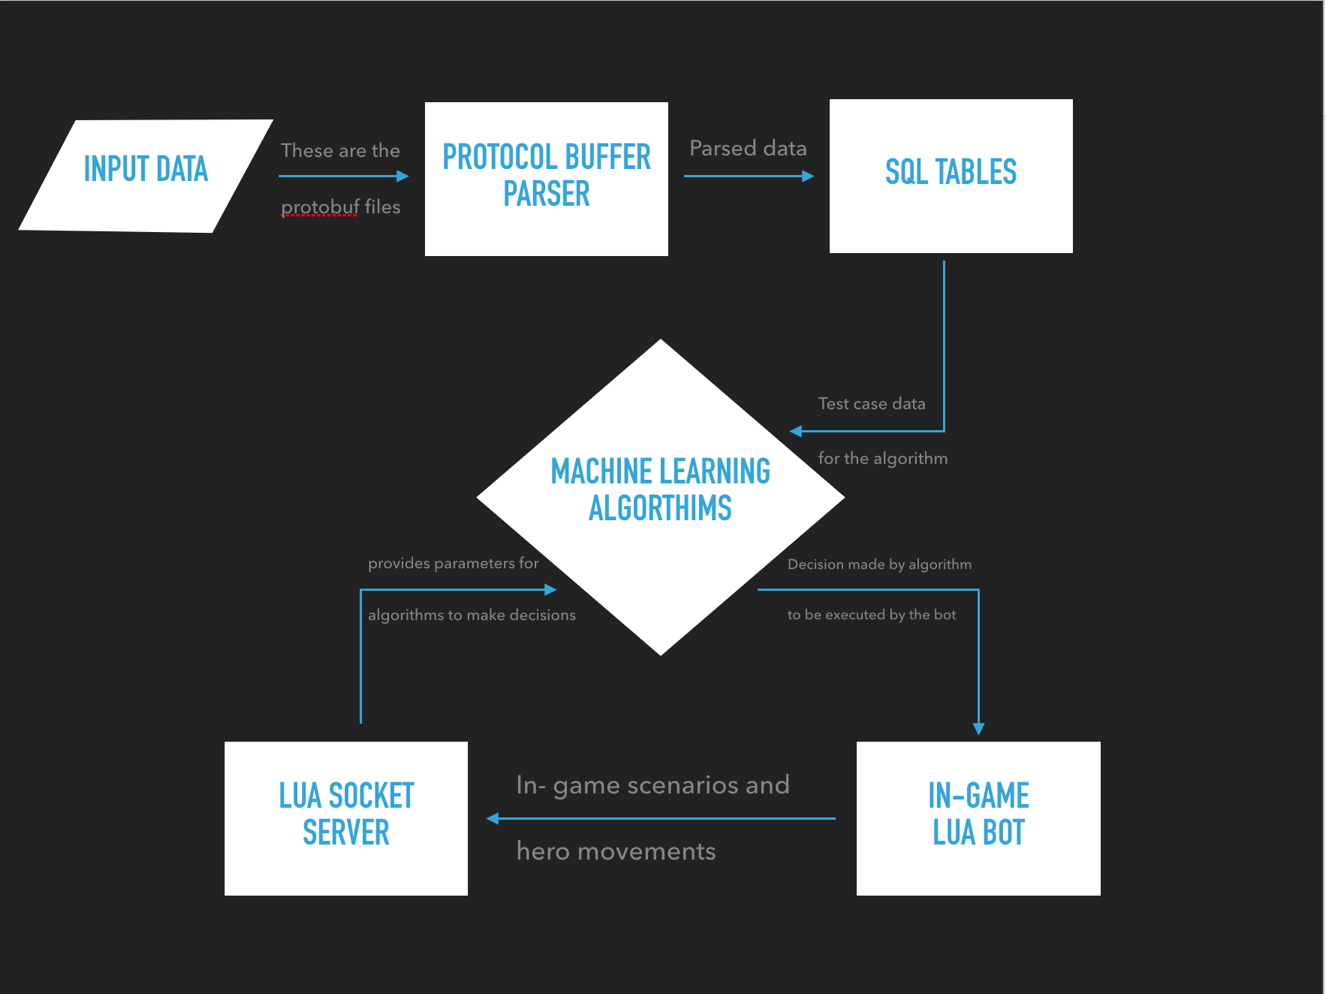 INPUT DATA
These are the
protobuf files
PROTOCOL BUFFER
PARSER
Parsed data
SQL TABLES
Test case data
for the algorithm
MACHINE LEARNING
ALGORTHIMS
provides parameters for
algorithms to make decisions
Decision made by algorithm
to be executed by the bot
LUA SOCKET
SERVER
In- game scenarios and
hero movements
IN-GAME
LUA BOT